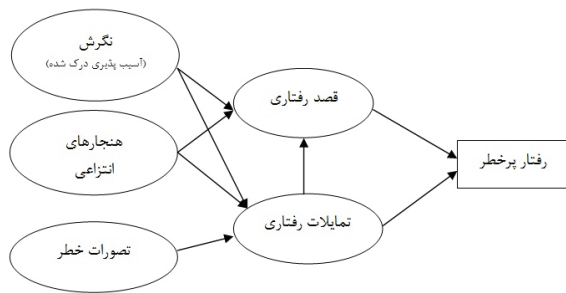 نگرش
(آسیب پذیری درک شده)
قصد رفتاری
هنجارهای
انتزاعی
رفتار پرخطر
تمایلات رفتاری
تصورات خطر